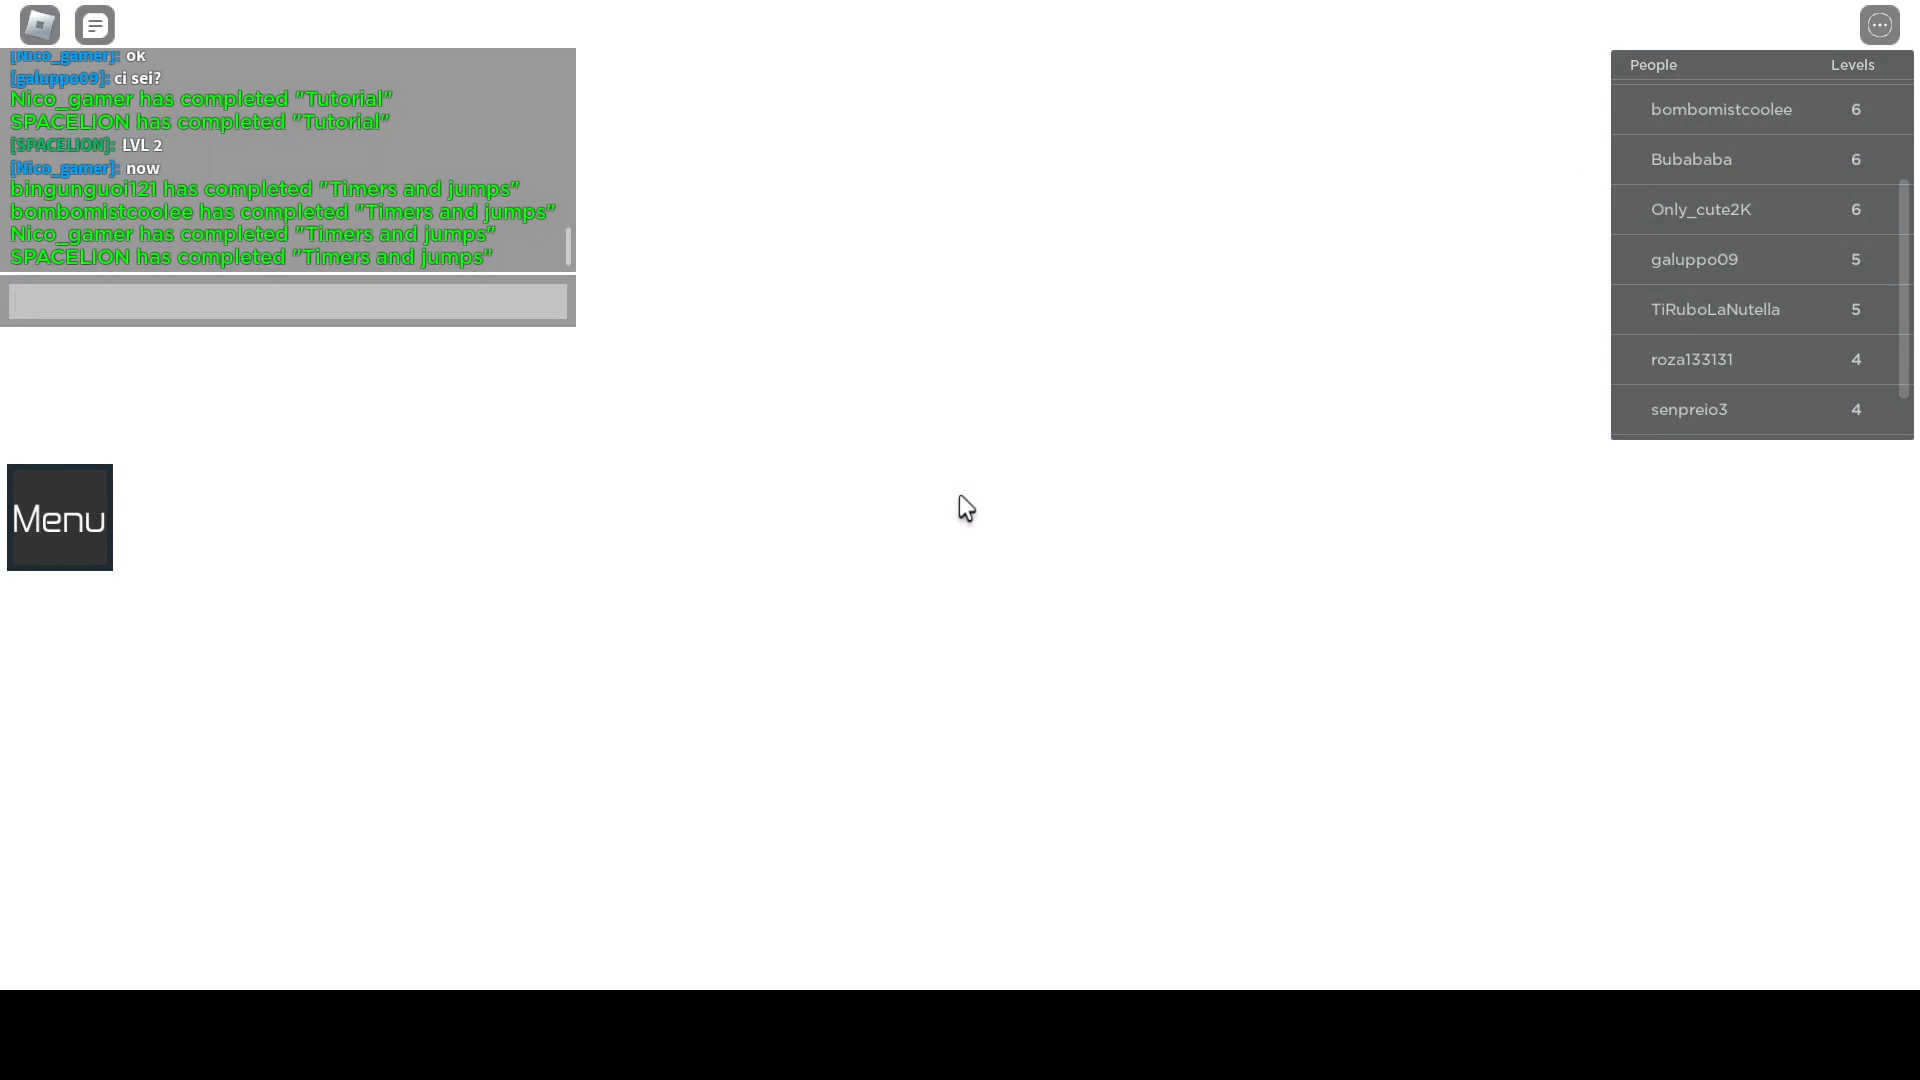 [Nico_gamer]: ok
[galuppo09]: ci sei?
Nico_gamer has completed "Tutorial"
SPACELION has completed "Tutorial"
[SPACELION]: LVL 2
[Nico_gamer]: now
bingunguoi121 has completed "Timers and jumps"
bombomistcoolee has completed "Timers and jumps"
Nico_gamer has completed "Timers and jumps"
SPACELION has completed "Timers and jumps"
Menu
People Levels
bombomistcoolee 6
Bubababa 6
Only_cute2K 6
galuppo09 5
TiRuboLaNutella 5
roza133131 4
senpreio3 4